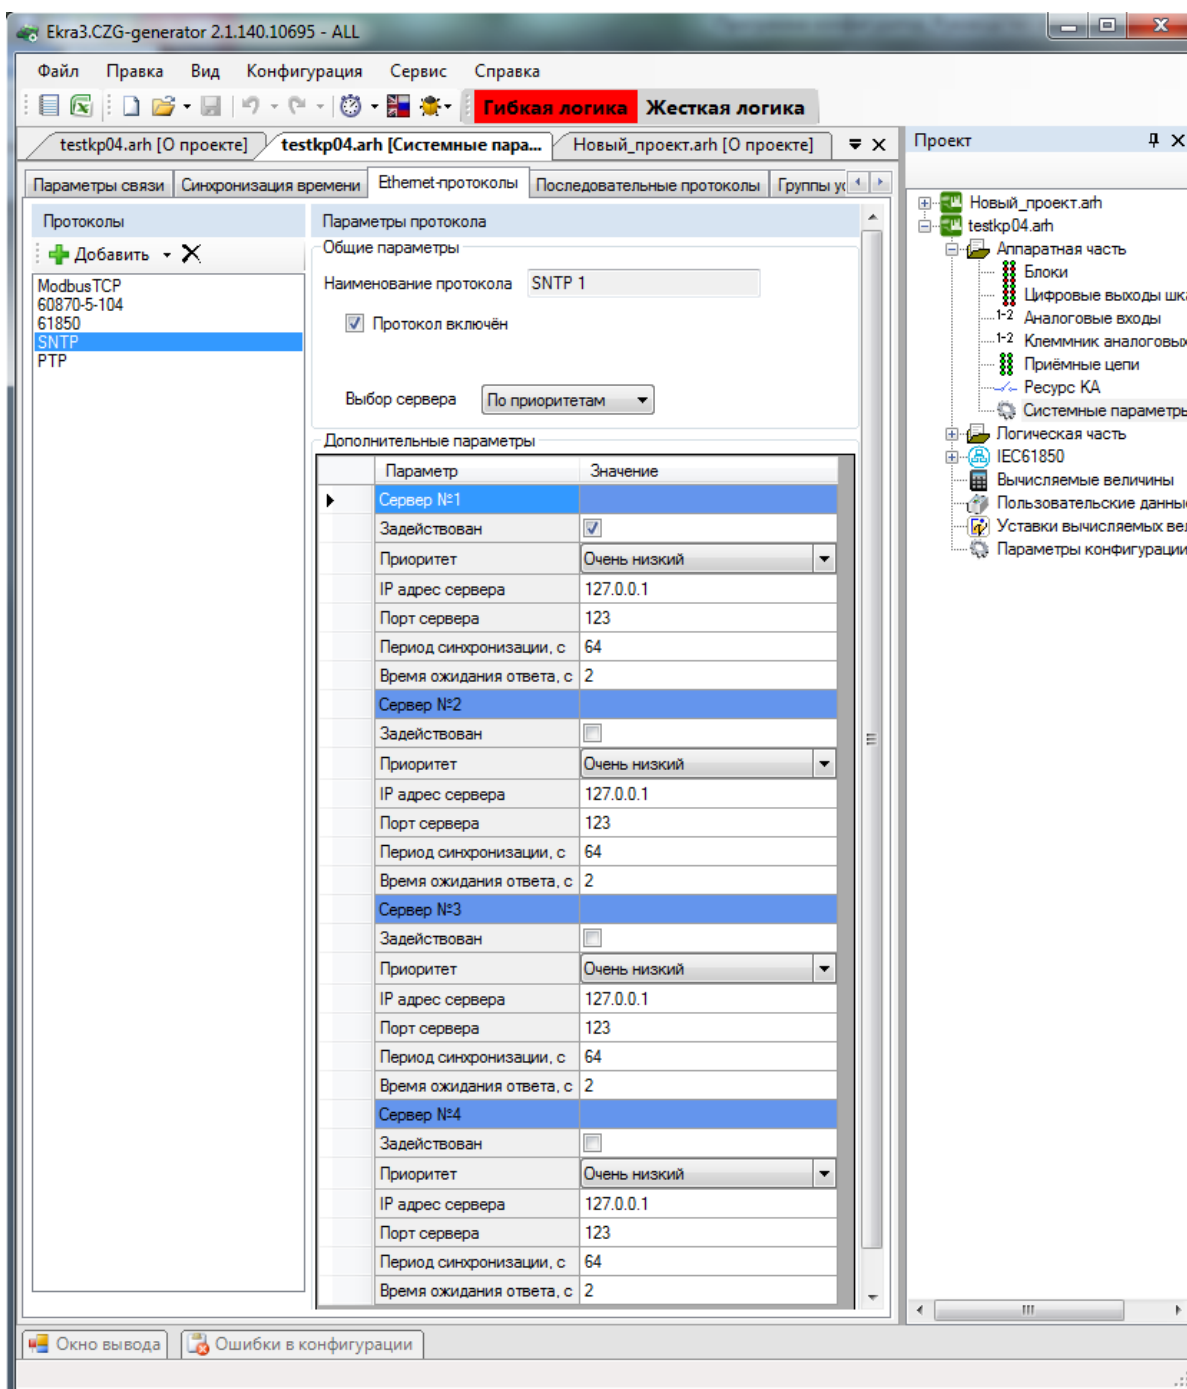 Ekra3.CZG-generator 2.1.140.10695 - ALL
Файл Правка Вид Конфигурация Сервис Справка
Гибкая логика Жесткая логика
testkp04.arh [О проекте] testkp04.arh [Системные пара... Новый_проект.arh [О проекте]
Параметры связи Синхронизация времени Ethernet-протоколы Последовательные протоколы Группы ус
Протоколы
Добавить
ModbusTCP
60870-5-104
61850
SNTP
PTP
Параметры протокола
Общие параметры
Наименование протокола SNTP 1
Протокол включён
Выбор сервера По приоритетам
Дополнительные параметры
Параметр Значение
Сервер №1
Задействован
Приоритет Очень низкий
IP адрес сервера 127.0.0.1
Порт сервера 123
Период синхронизации, с 64
Время ожидания ответа, с 2
Сервер №2
Задействован
Приоритет Очень низкий
IP адрес сервера 127.0.0.1
Порт сервера 123
Период синхронизации, с 64
Время ожидания ответа, с 2
Сервер №3
Задействован
Приоритет Очень низкий
IP адрес сервера 127.0.0.1
Порт сервера 123
Период синхронизации, с 64
Время ожидания ответа, с 2
Сервер №4
Задействован
Приоритет Очень низкий
IP адрес сервера 127.0.0.1
Порт сервера 123
Период синхронизации, с 64
Время ожидания ответа, с 2
Проект
Новый_проект.arh
testkp04.arh
Аппаратная часть
Блоки
Цифровые выходы шка
1-2 Аналоговые входы
1-2 Клеммник аналоговых
Приёмные цепи
Ресурс КА
Системные параметры
Логическая часть
IEC61850
Вычисляемые величины
Пользовательские данные
Уставки вычисляемых вел
Параметры конфигурации
Окно вывода Ошибки в конфигурации